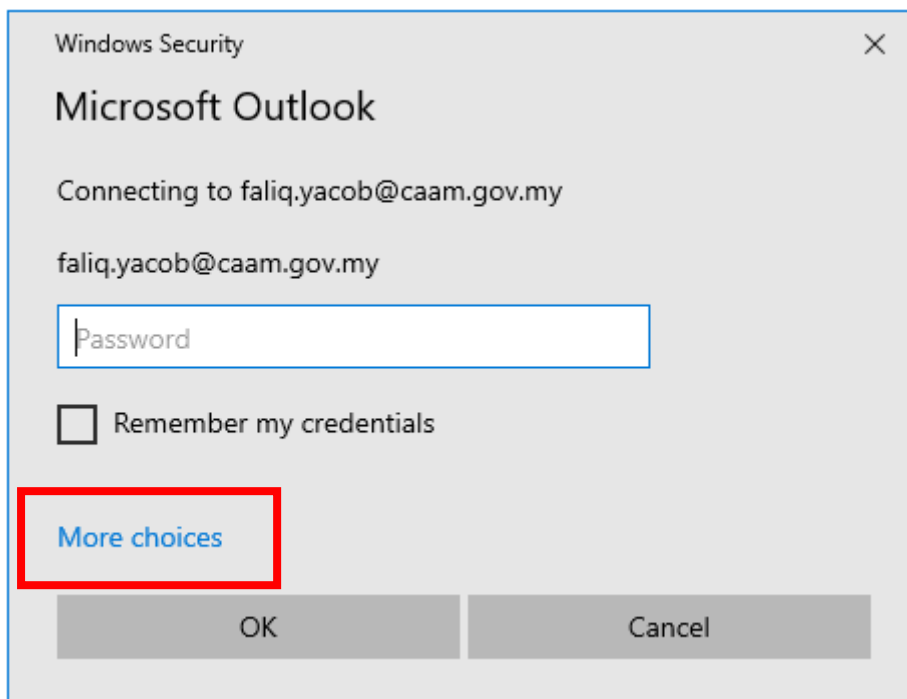 Windows Security
Microsoft Outlook
Connecting to faliq.yacob@caam.gov.my
faliq.yacob@caam.gov.my
Password
Remember my credentials
More choices
OK
Cancel